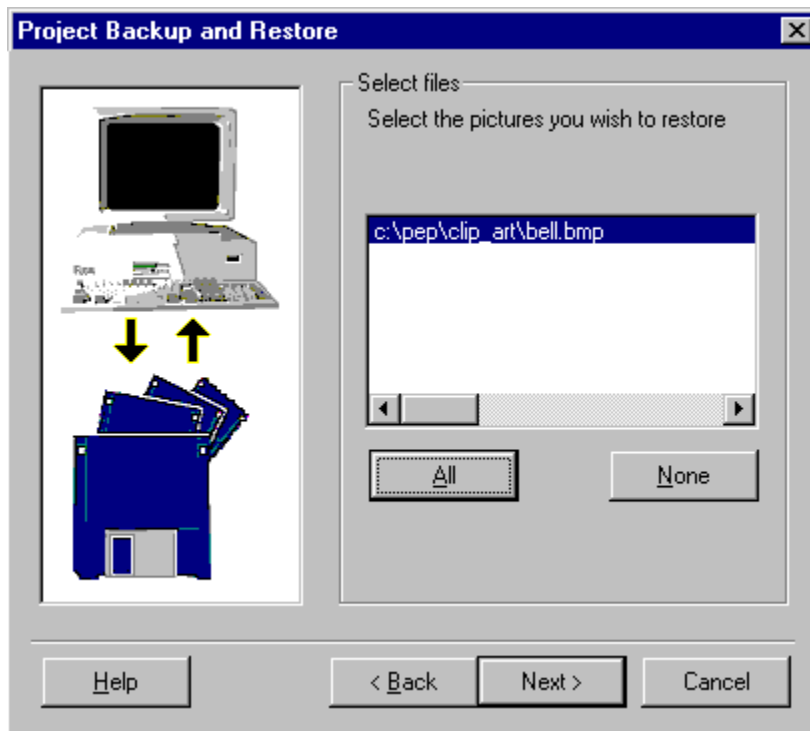 Project Backup and Restore
Select files
Select the pictures you wish to restore
c:\pep\clip_art\bell.bmp
All
None
Help
< Back
Next >
Cancel